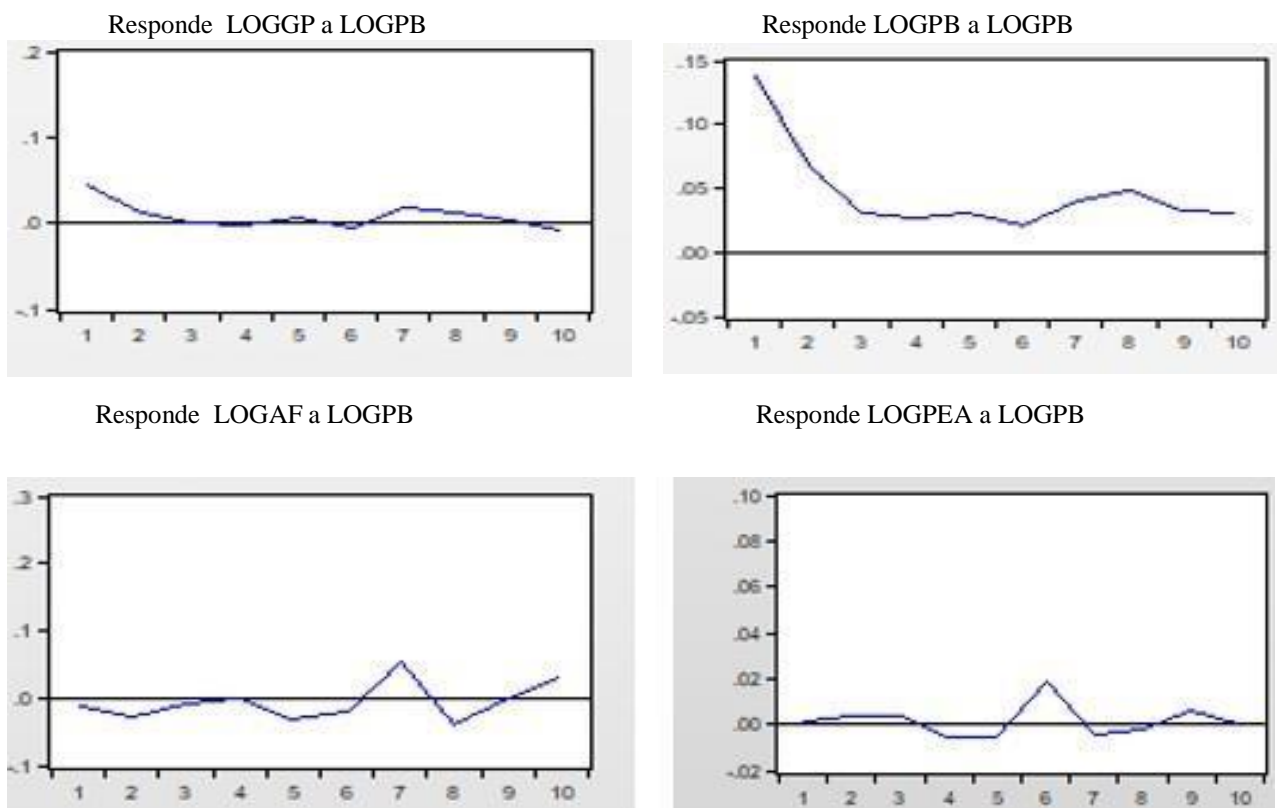 Responde LOGGP a LOGPB
.2
.1
.0
-.1
1 2 3 4 5 6 7 8 9 10
Responde LOGPB a LOGPB
.15
.10
.05
.00
-.05
1 2 3 4 5 6 7 8 9 10
Responde LOGAF a LOGPB
.3
.2
.1
.0
-.1
1 2 3 4 5 6 7 8 9 10
Responde LOGPEA a LOGPB
.10
.08
.06
.04
.02
.00
-.02
1 2 3 4 5 6 7 8 9 10